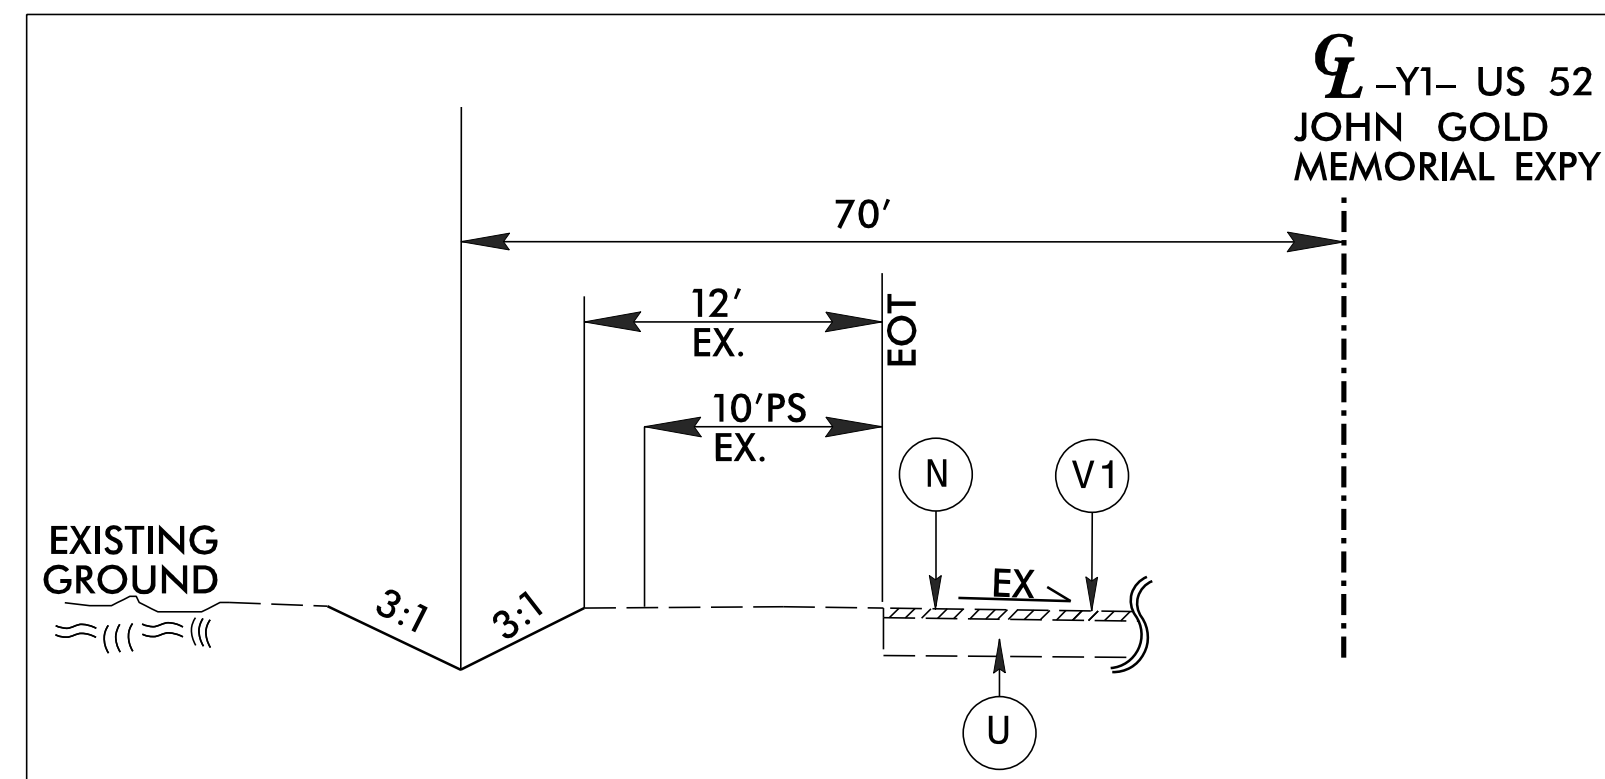 CL -Y1- US 52
JOHN GOLD
MEMORIAL EXPY
70'
12'
EX.
EOT
10'PS
EX.
N
V1
EXISTING
GROUND
3:1
3:1
EX
U